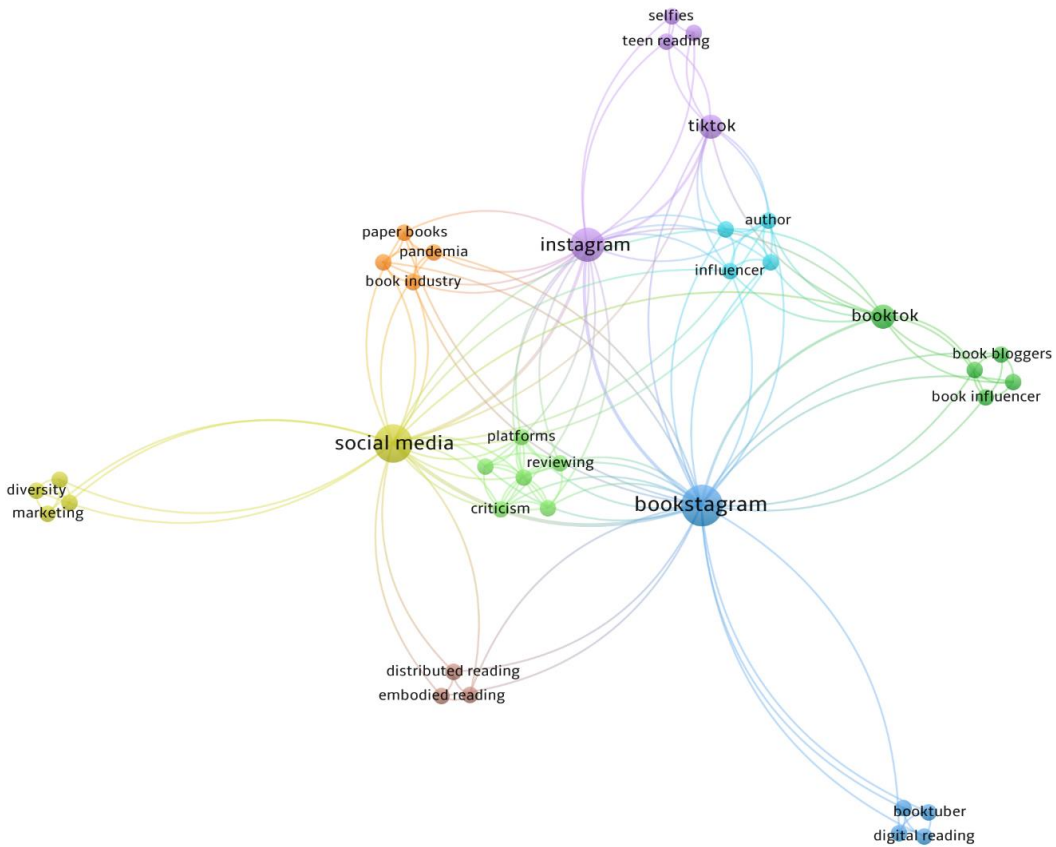 selfies
teen reading
tiktok
author
paper books
instagram
pandemia
influencer
book industry
booktok
book bloggers
book influencer
platforms
social media
reviewing
diversity
bookstagram
criticism
marketing
distributed reading
embodied reading
booktuber
digital reading